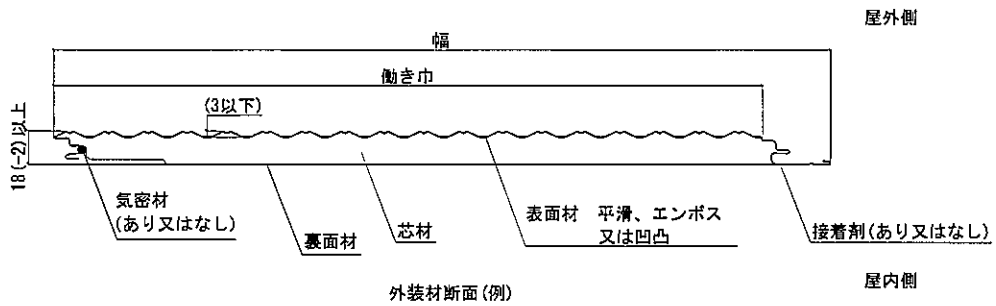 屋外側
幅
働き巾
(3以下)
18(-2)以上
気密材
(あり又はなし)
裏面材
芯材
表面材 平滑、エンボス
又は凹凸
接着剤(あり又はなし)
屋内側
外装材断面(例)